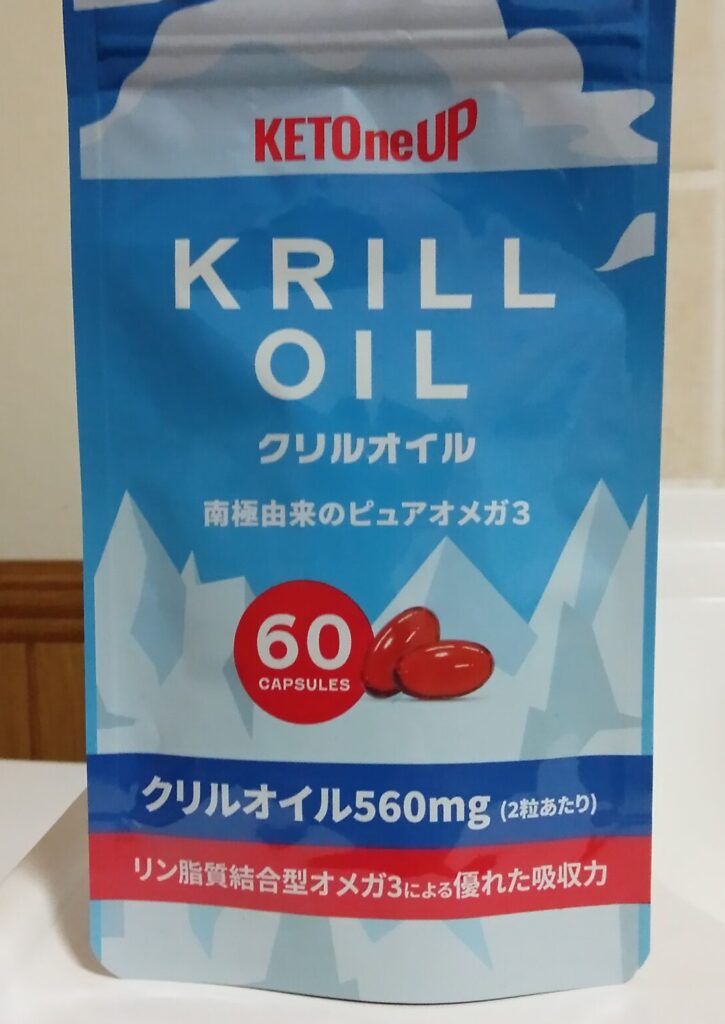 KETOneUP
KRILL
OIL
クリルオイル
南極由来のピュアオメガ3
60
CAPSULES
クリルオイル560mg (2粒あたり)
リン脂質結合型オメガ3による優れた吸収力